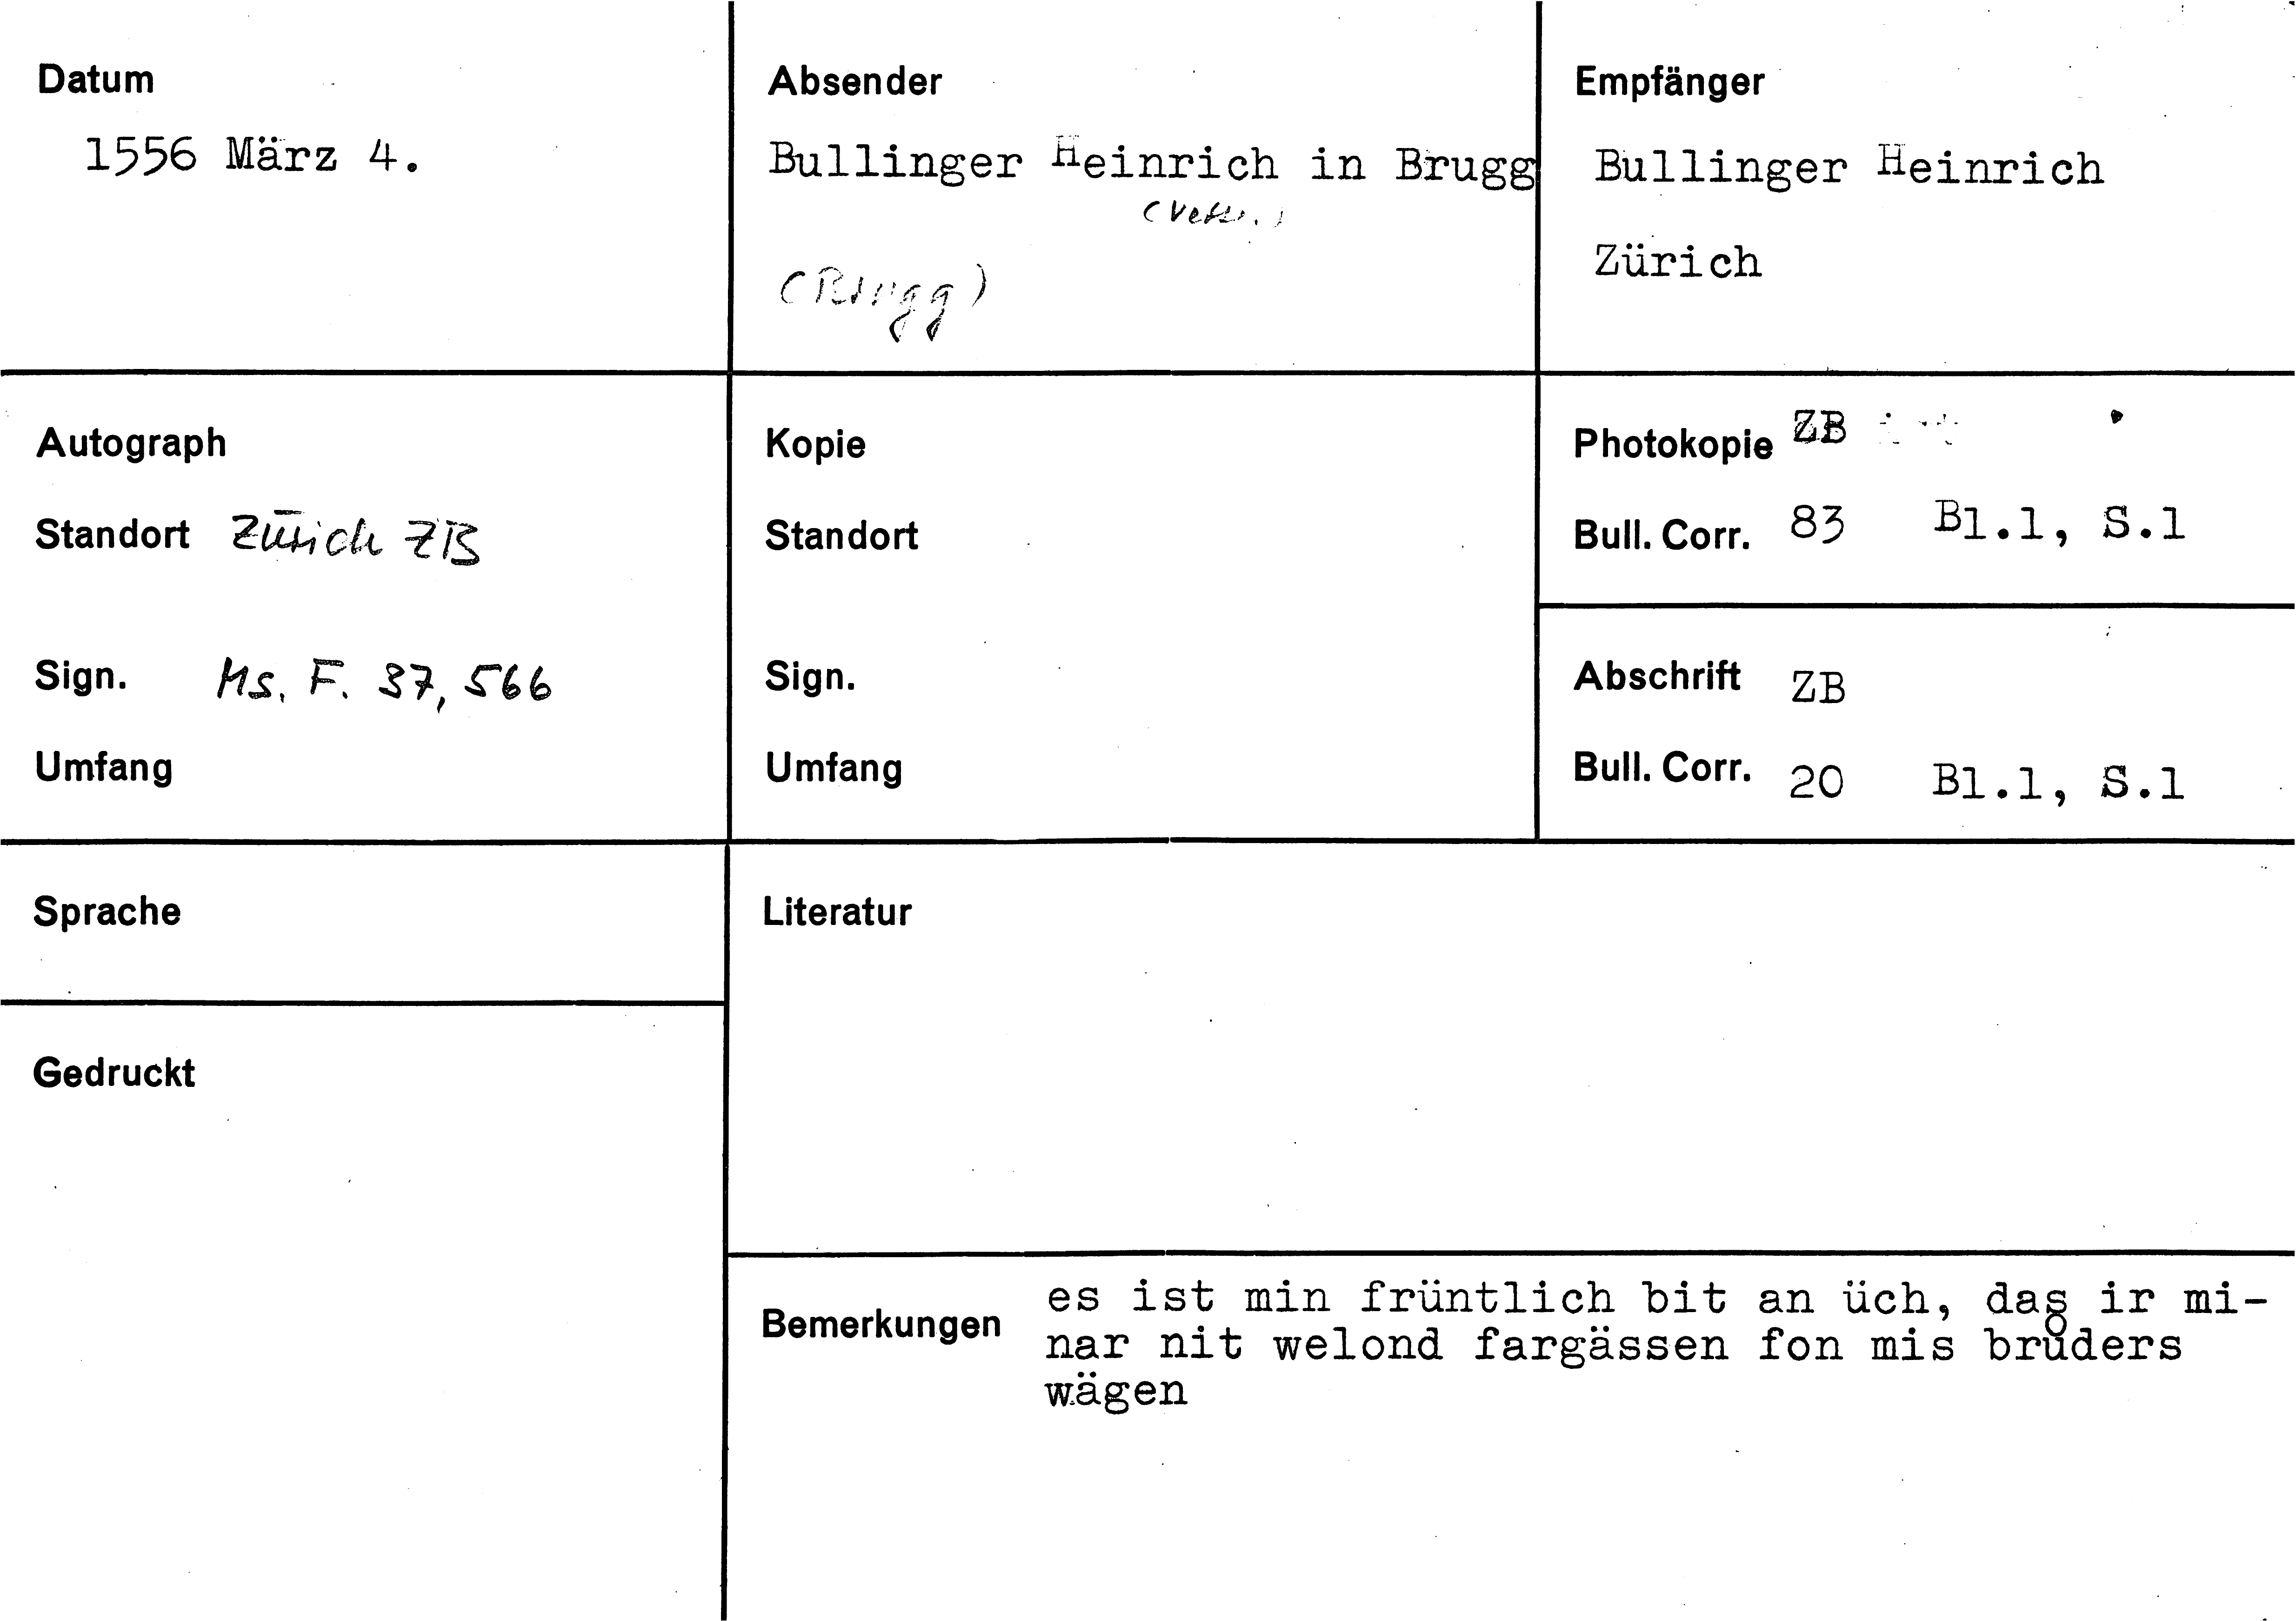 Datum
1556 März 4.
Absender
Bullinger Heinrich in Brugg
(Brugg)
Empfänger
Bullinger Heinrich
Zürich
Autograph
Standort Zürich ZB
Sign. Ms. F. 37, 566
Umfang
Kopie
Standort
Sign.
Umfang
Photokopie ZB
Bull. Corr. 83 Bl.1, S.1
Abschrift ZB
Bull. Corr. 20 Bl.1, S.1
Sprache
Gedruckt
Literatur
Bemerkungen
es ist min früntlich bit an üch, das ir mi-
nar nit welond fargässen fon mis brůders
wägen